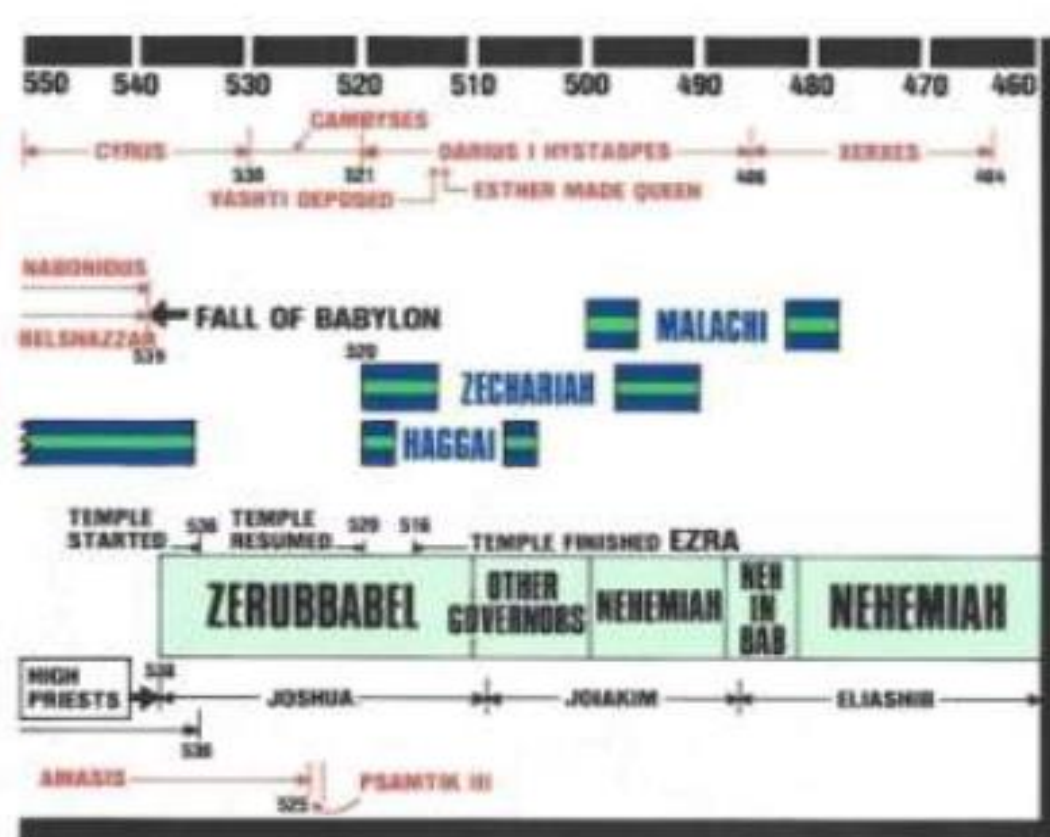 550 540 530 520 510 500 490 480 470 460
CAMBYSES
CYRUS DARIUS I HYSTASPES XERXES
530 521 486 464
VASHTI DEPOSED ESTHER MADE QUEEN
NABONIDUS
FALL OF BABYLON MALACHI
BELSHAZZAR
539 520
ZECHARIAH
HAGGAI
TEMPLE STARTED 536 TEMPLE RESUMED 520 516 TEMPLE FINISHED EZRA
ZERUBBABEL
OTHER
GOVERNORS
NEHEMIAH
NEH
IN
BAB
NEHEMIAH
HIGH
PRIESTS
538
JOSHUA JOIAKIM ELIASHIB
536
AMASIS PSAMTIK III
525